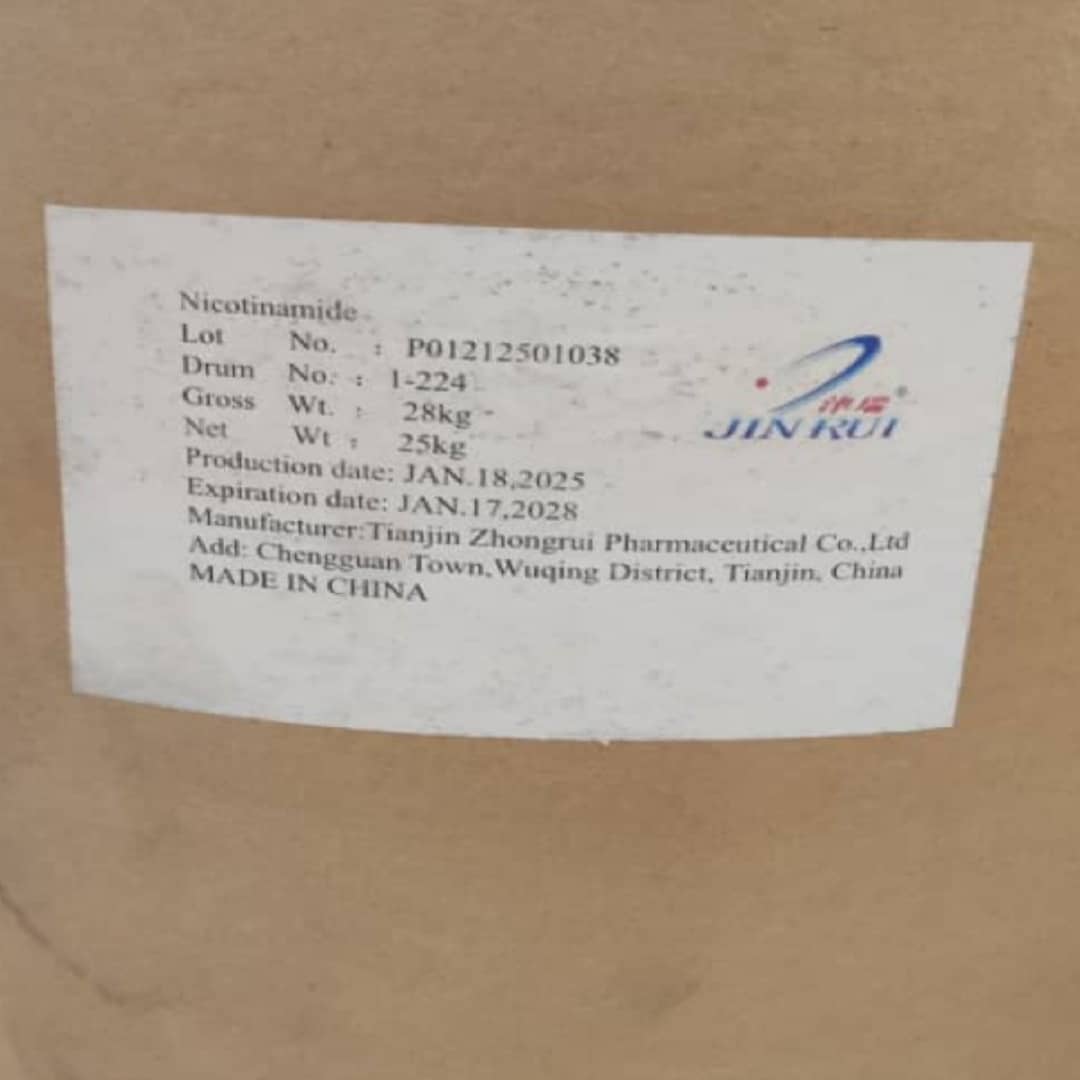 Nicotinamide
Lot No. : P01212501038
Drum No. : 1-224
Gross Wt. : 28kg
Net Wt : 25kg
Production date: JAN.18,2025
Expiration date: JAN.17,2028
Manufacturer:Tianjin Zhongrui Pharmaceutical Co.,Ltd
Add: Chengguan Town,Wuqing District, Tianjin, China
MADE IN CHINA
®
JIN RUI